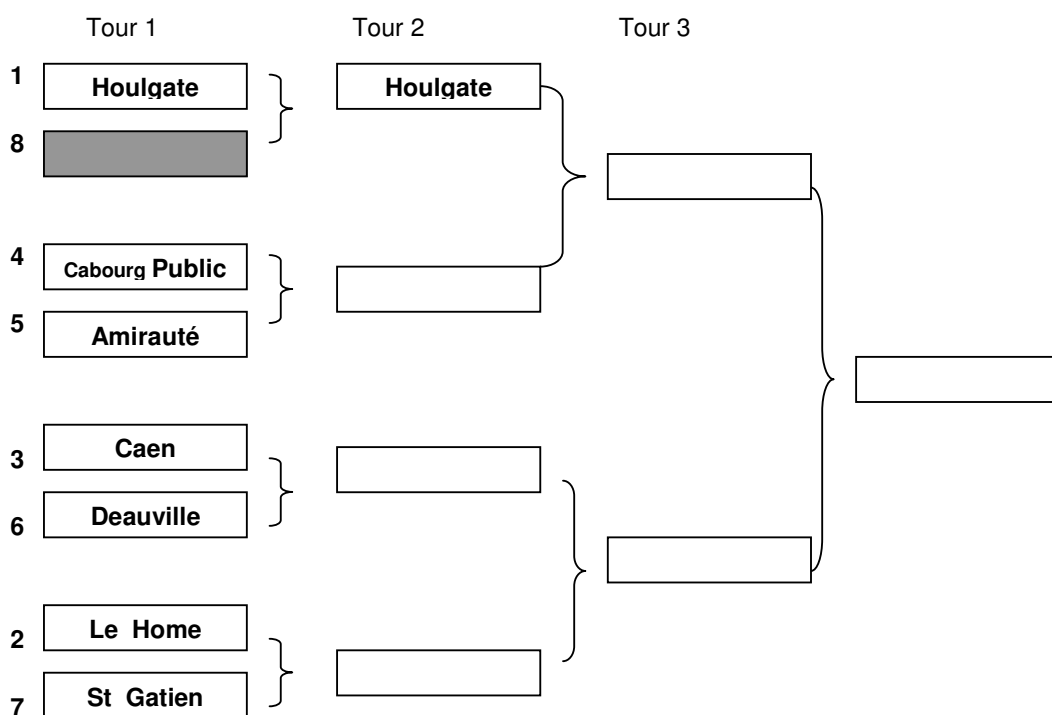 Tour 1 Tour 2 Tour 3
1 Houlgate Houlgate
8
4 Cabourg Public
5 Amirauté
3 Caen
6 Deauville
2 Le Home
7 St Gatien